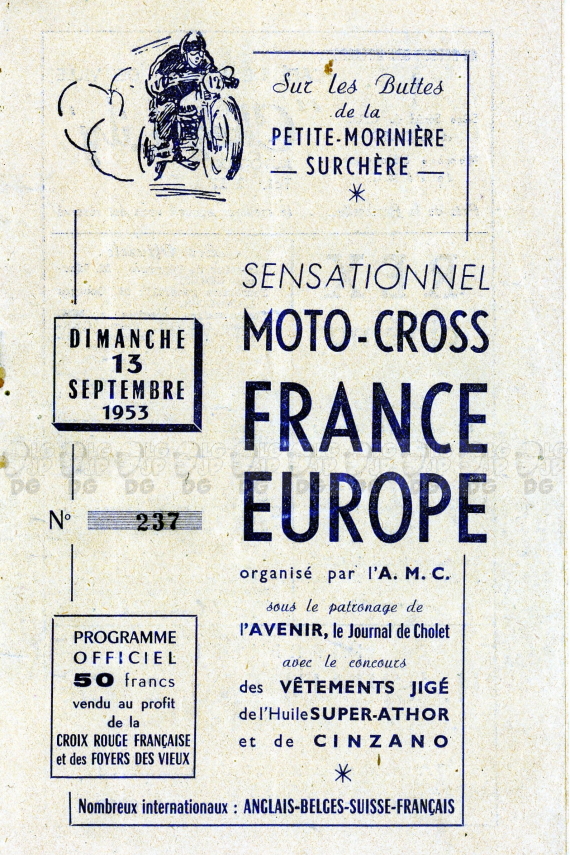 12
Sur les Buttes
de la
PETITE-MORINIÈRE
— SURCHÈRE —
SENSATIONNEL
MOTO-CROSS
FRANCE
EUROPE
DIMANCHE
13
SEPTEMBRE
1953
N° 237
organisé par l'A. M. C.
sous le patronage de
l'AVENIR, le Journal de Cholet
avec le concours
des VÊTEMENTS JIGÉ
de l'Huile SUPER-ATHOR
et de CINZANO
PROGRAMME
OFFICIEL
50 francs
vendu au profit
de la
CROIX ROUGE FRANÇAISE
et des FOYERS DES VIEUX
Nombreux internationaux : ANGLAIS-BELGES-SUISSE-FRANÇAIS